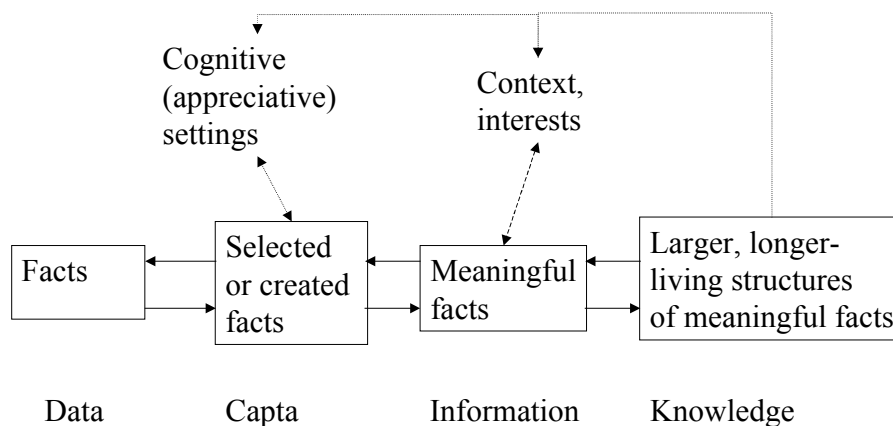 Cognitive
(appreciative)
settings
Context,
interests
Facts
Selected
or created
facts
Meaningful
facts
Larger, longer-
living structures
of meaningful facts
Data
Capta
Information
Knowledge